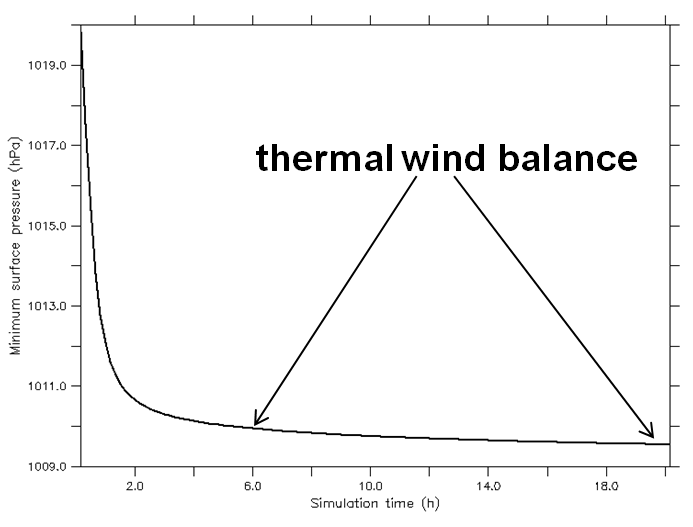 1019.0
1017.0
1015.0
1013.0
1011.0
1009.0
Minimum surface pressure (hPa)
thermal wind balance
2.0 6.0 10.0 14.0 18.0
Simulation time (h)